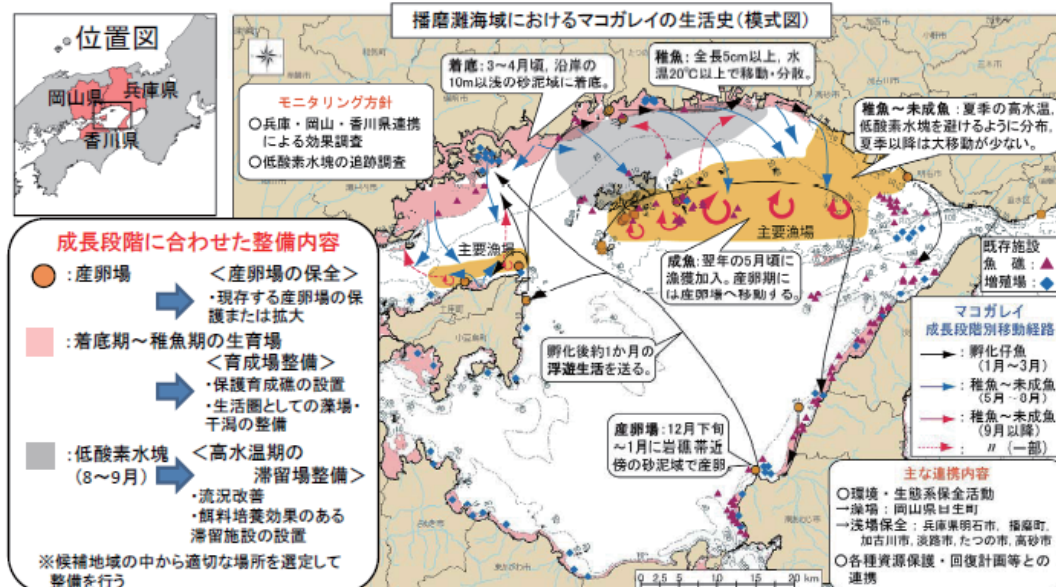 播磨灘海域におけるマコガレイの生活史（模式図）
位置図
岡山県
兵庫県
香川県
モニタリング方針
○兵庫・岡山・香川県連携
による効果調査
○低酸素水塊の追跡調査
着底：3～4月頃，沿岸の
10m以浅の砂泥域に着底。
稚魚：全長5cm以上，水
温20℃以上で移動・分散。
稚魚～未成魚：夏季の高水温，
低酸素水塊を避けるように分布，
夏季以降は大移動が少ない。
主要漁場
主要漁場
成魚：翌年の5月頃に
漁獲加入。産卵期に
は産卵場へ移動する。
孵化後約1か月の
浮遊生活を送る。
産卵場：12月下旬
～1月に岩礁帯近
傍の砂泥域で産卵
成長段階に合わせた整備内容
：産卵場
＜産卵場の保全＞
・現存する産卵場の保
護または拡大
：着底期～稚魚期の生育場
＜育成場整備＞
・保護育成礁の設置
・生活圏としての藻場・
干潟の整備
：低酸素水塊
（8～9月）
＜高水温期の
滞留場整備＞
・流況改善
・餌料培養効果のある
滞留施設の設置
※候補地域の中から適切な場所を選定して
整備を行う
既存施設
魚礁：
増殖場：
マコガレイ
成長段階別移動経路
：孵化仔魚
（1月～3月）
：稚魚～未成魚
：稚魚～未成魚
（9月以降）
：〃（一部）
主な連携内容
○環境・生態系保全活動
→藻場：岡山県日生町
→浅場保全：兵庫県明石市，播磨町，
加古川市，淡路市，たつの市，高砂市
○各種資源保護・回復計画等との
連携
明石市
高砂市
小豆島町
0 2.5 5 10 15 20 km